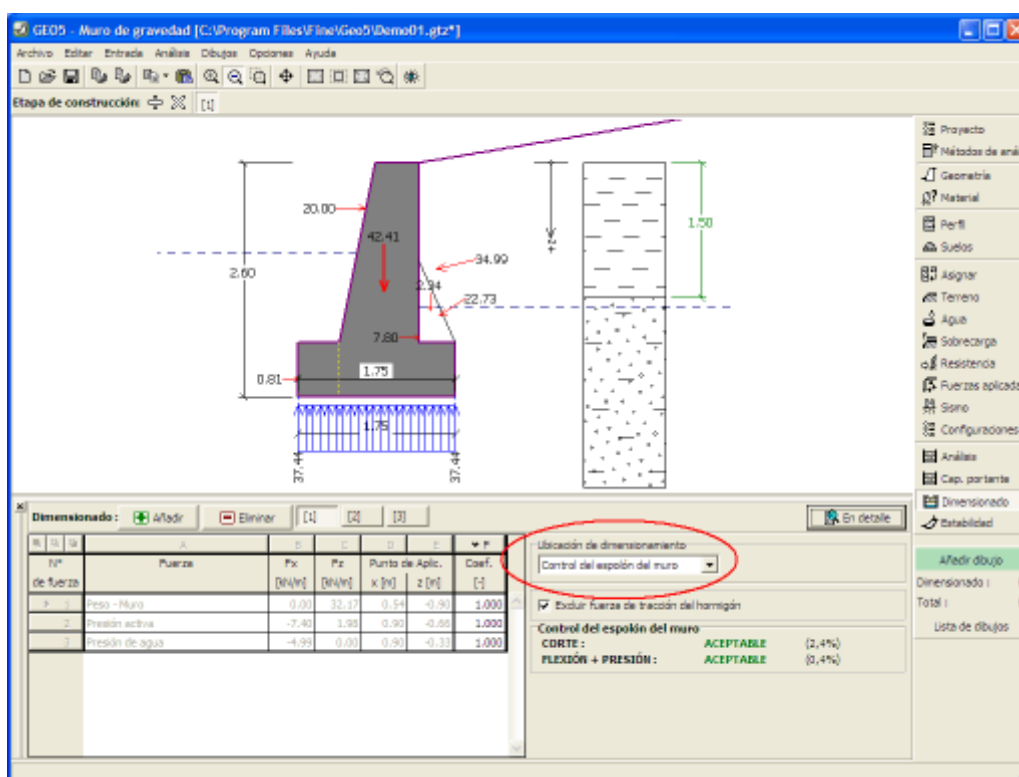 GEO5 - Muro de gravedad [C:\Program Files\Fine\Geo5\Demo01.gtz*]
Archivo Editar Entrada Análisis Dibujos Opciones Ayuda
Etapa de construcción: [1]
20.00
42.41
34.99
2.34
22.73
2.60
7.80
1.75
0.81
1.75
37.44
37.44
+z
1.50
Proyecto
Métodos de aná
Geometría
Material
Perfil
Suelos
Asignar
Terreno
Agua
Sobrecarga
Resistencia
Fuerzas aplicada
Sismo
Configuraciones
Análisis
Cap. portante
Dimensionado
Estabilidad
Añadir dibujo
Dimensionado :
Total :
Lista de dibujos
Dimensionado : Añadir Eliminar [1] [2] [3] En detalle
A B C D E F
Nº Fuerza Fx Fz Punto de Aplic. Coef.
de fuerza [kN/m] [kN/m] x [m] z [m] [-]
1 Peso - Muro 0.00 32.17 0.54 -0.90 1.000
2 Presión activa -7.40 1.98 0.90 -0.66 1.000
3 Presión de agua -4.99 0.00 0.90 -0.33 1.000
Ubicación de dimensionamiento
Control del espolón del muro
Excluir fuerza de tracción del hormigón
Control del espolón del muro
CORTE : ACEPTABLE (2,4%)
FLEXIÓN + PRESIÓN : ACEPTABLE (0,4%)